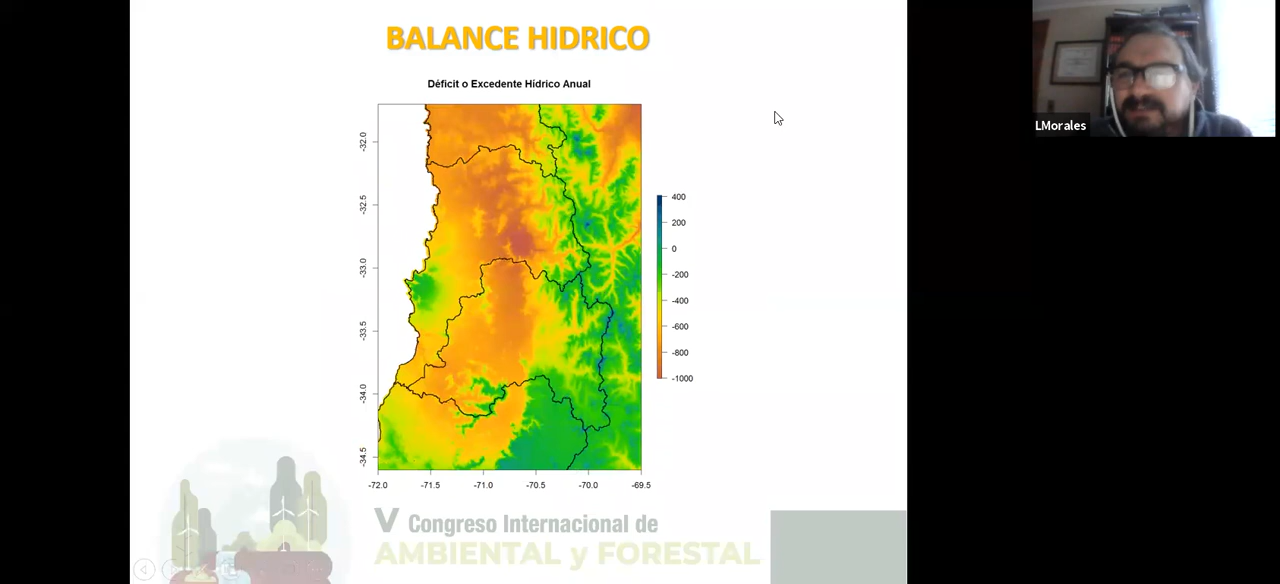 BALANCE HIDRICO
Déficit o Excedente Hídrico Anual
LMorales
-32.0
-32.5
-33.0
-33.5
-34.0
-34.5
400
200
0
-200
-400
-600
-800
-1000
-72.0 -71.5 -71.0 -70.5 -70.0 -69.5
V Congreso Internacional de
AMBIENTAL y FORESTAL